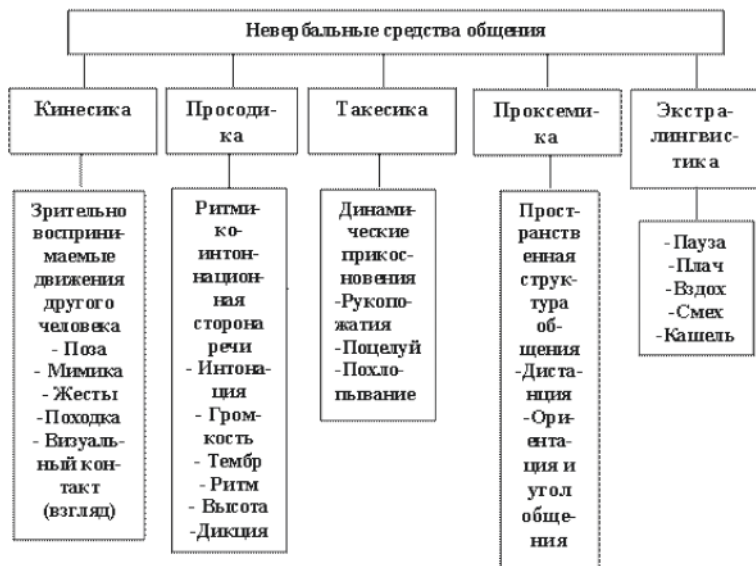 Невербальные средства общения
Кинесика
Просоди-
ка
Такесика
Проксеми-
ка
Экстра-
лингвис-
тика
Зрительно
восприни-
маемые
движения
другого
человека
- Поза
- Мимика
- Жесты
-Походка
- Визуаль-
ный кон-
такт
(взгляд)
Ритми-
ко-
интон-
национ-
ная
сторона
речи
- Интона-
ция
- Гром-
кость
- Тембр
- Ритм
- Высота
-Дикция
Динами-
ческие
прикос-
новения
-Рукопо-
жатия
-Поцелуй
-Похло-
пывание
Прост-
ранств
енная
струк-
тура об-
щения
-Дистан-
нция
-Ори-
ента-
ция и
угол
обще-
ния
-Пауза
-Плач
-Вздох
-Смех
-Кашель